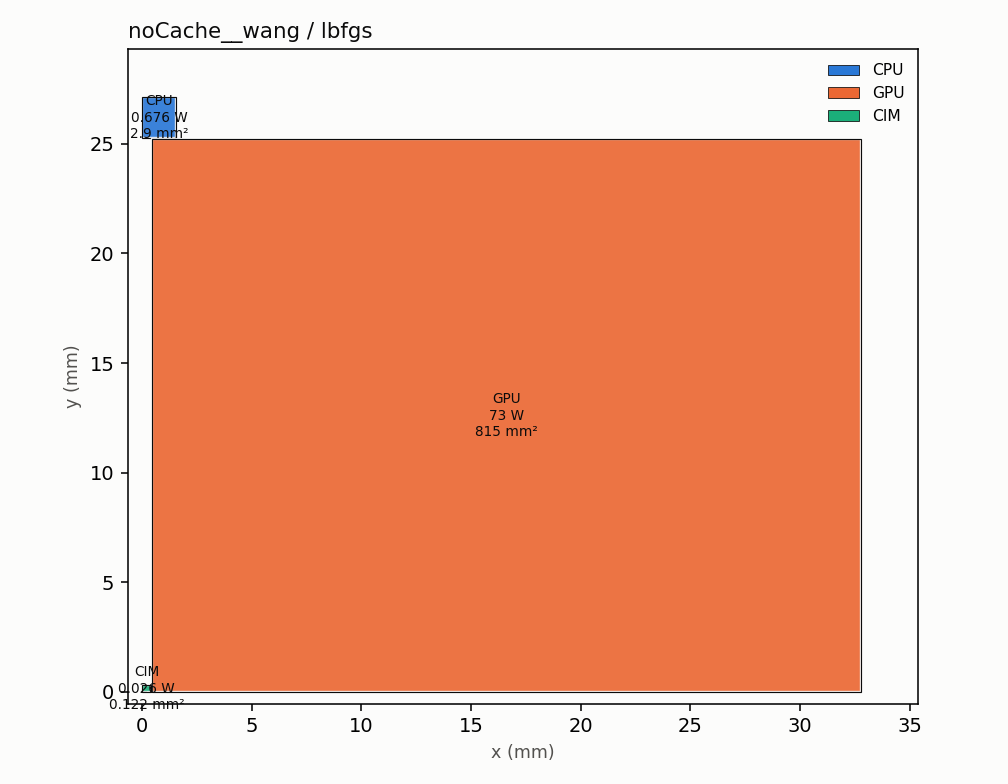 noCache__wang / lbfgs
CPU
GPU
CIM
CPU
0.676 W
2.9 mm²
GPU
73 W
815 mm²
CIM
0.026 W
0.122 mm²
25
20
15
10
5
0
y (mm)
0 5 10 15 20 25 30 35
x (mm)